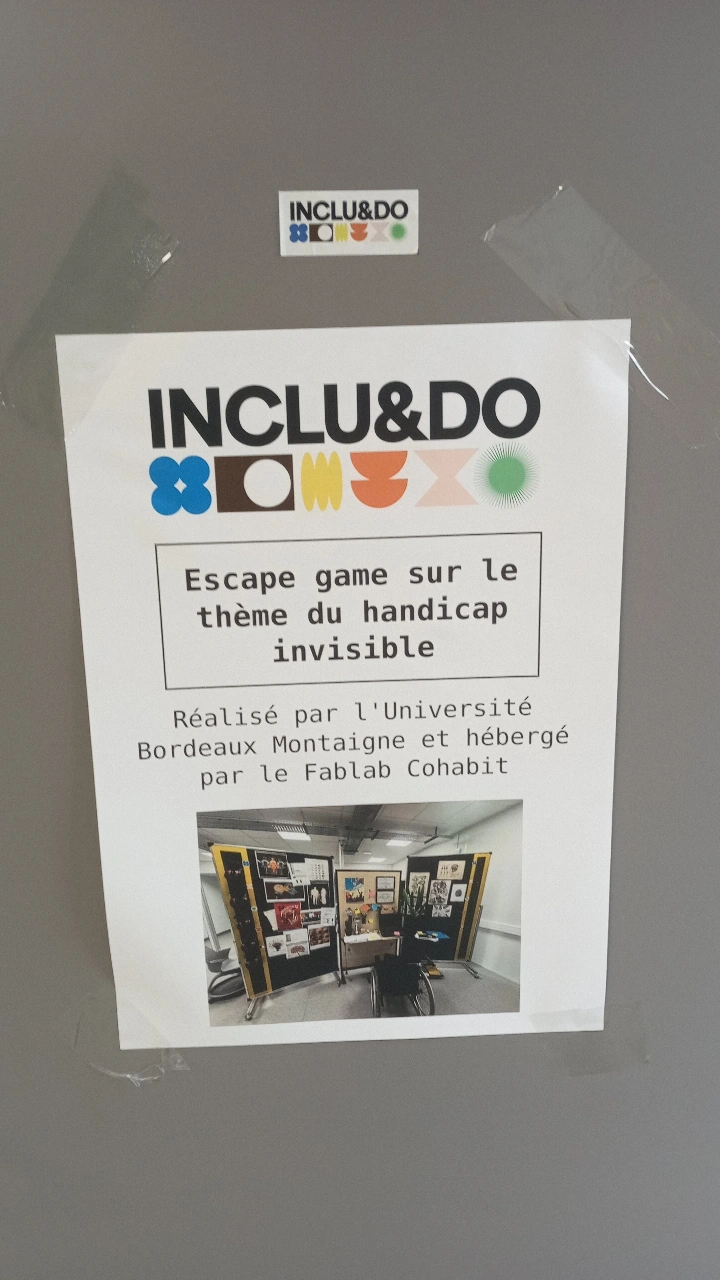 INCLU&DO
INCLU&DO
Escape game sur le
thème du handicap
invisible
Réalisé par l'Université
Bordeaux Montaigne et hébergé
par le Fablab Cohabit